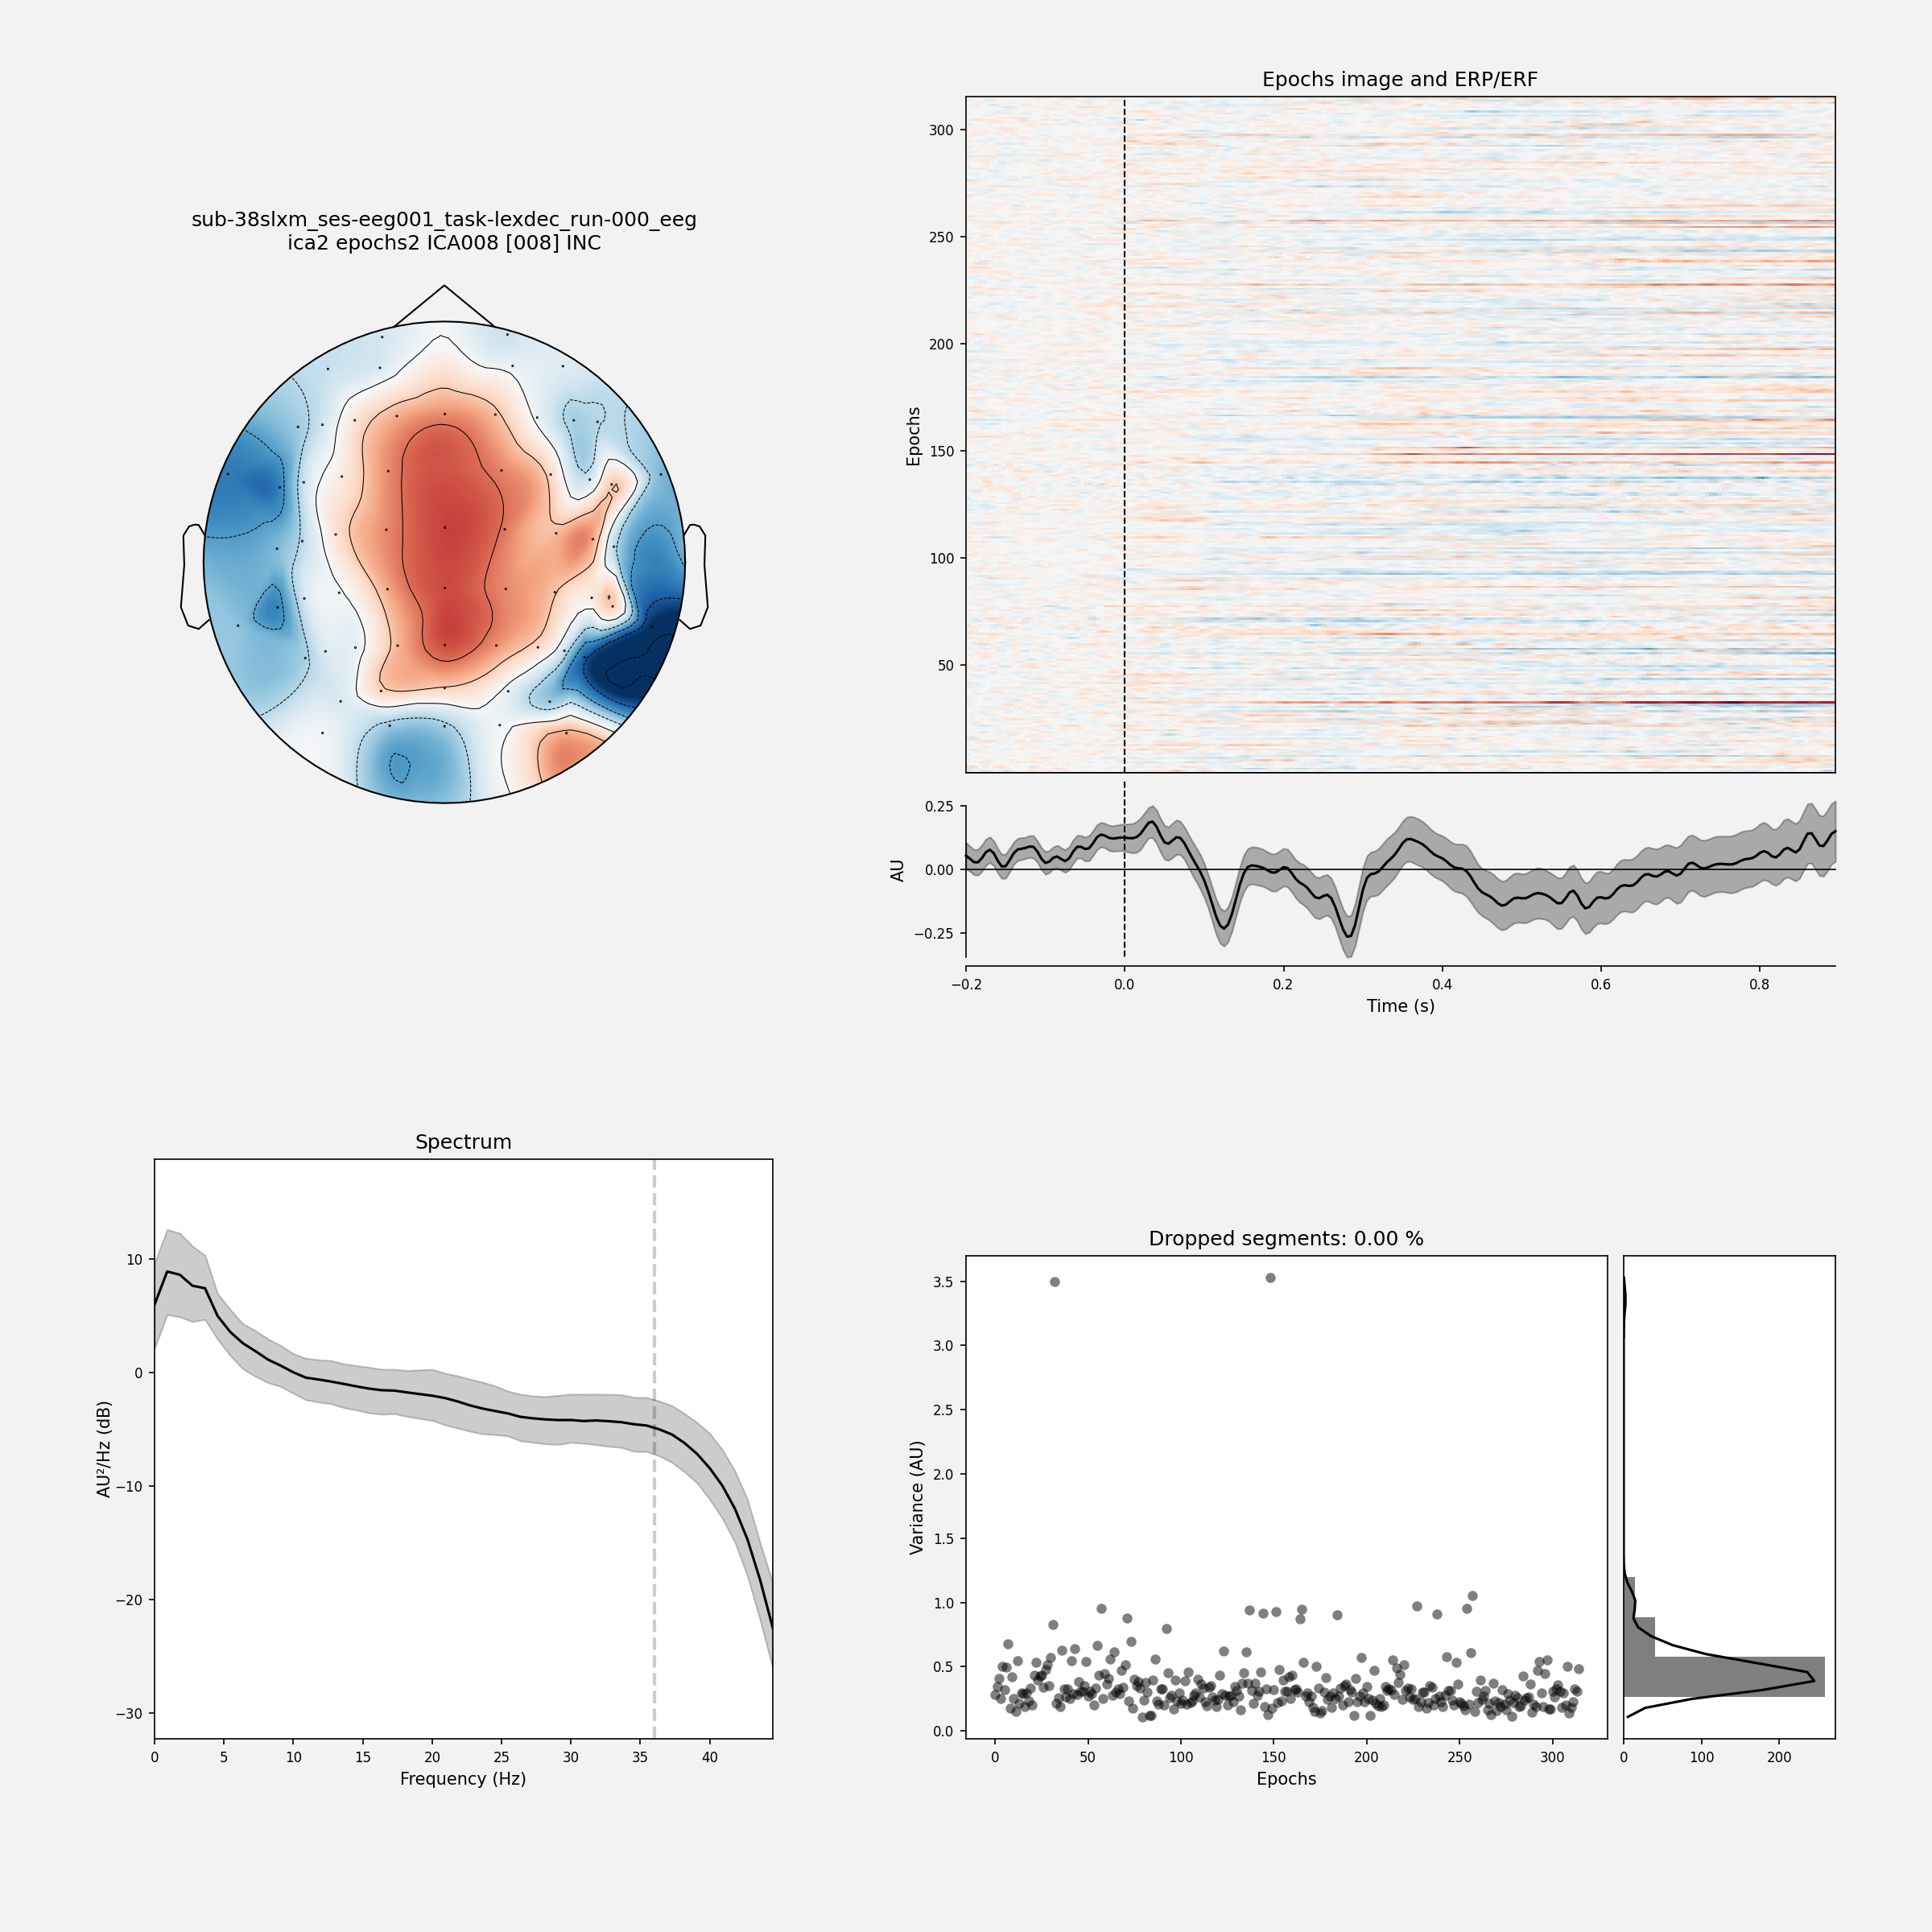 sub-38slxm_ses-eeg001_task-lexdec_run-000_eeg
ica2 epochs2 ICA008 [008] INC
Epochs image and ERP/ERF
300
250
200
150
100
50
Epochs
0.25
0.00
−0.25
AU
−0.2 0.0 0.2 0.4 0.6 0.8
Time (s)
Spectrum
10
0
−10
−20
−30
AU²/Hz (dB)
0 5 10 15 20 25 30 35 40
Frequency (Hz)
Dropped segments: 0.00 %
3.5
3.0
2.5
2.0
1.5
1.0
0.5
0.0
Variance (AU)
0 50 100 150 200 250 300
Epochs
0 100 200